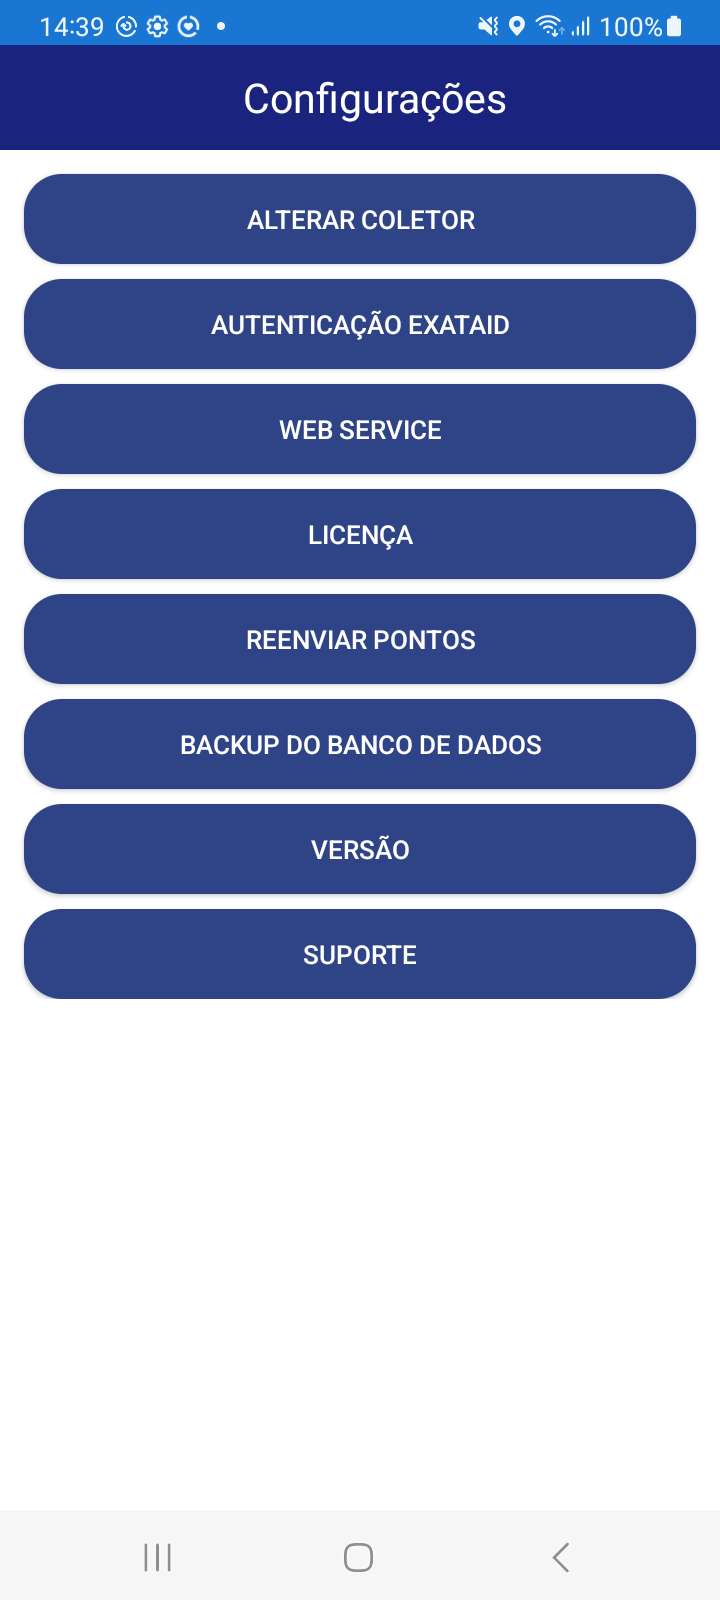 14:39 100%
Configurações
ALTERAR COLETOR
AUTENTICAÇÃO EXATAID
WEB SERVICE
LICENÇA
REENVIAR PONTOS
BACKUP DO BANCO DE DADOS
VERSÃO
SUPORTE